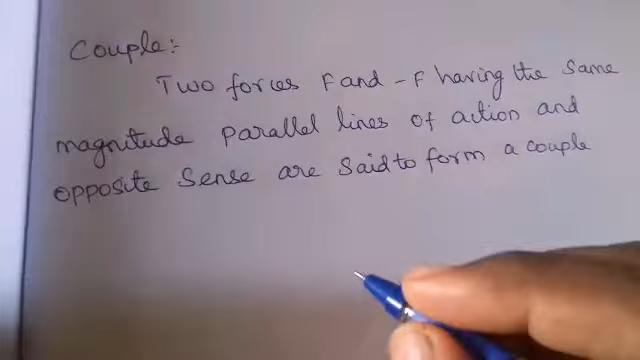 Couple:-
Two forces F and -F having the same
magnitude parallel lines of action and
opposite sense are said to form a couple